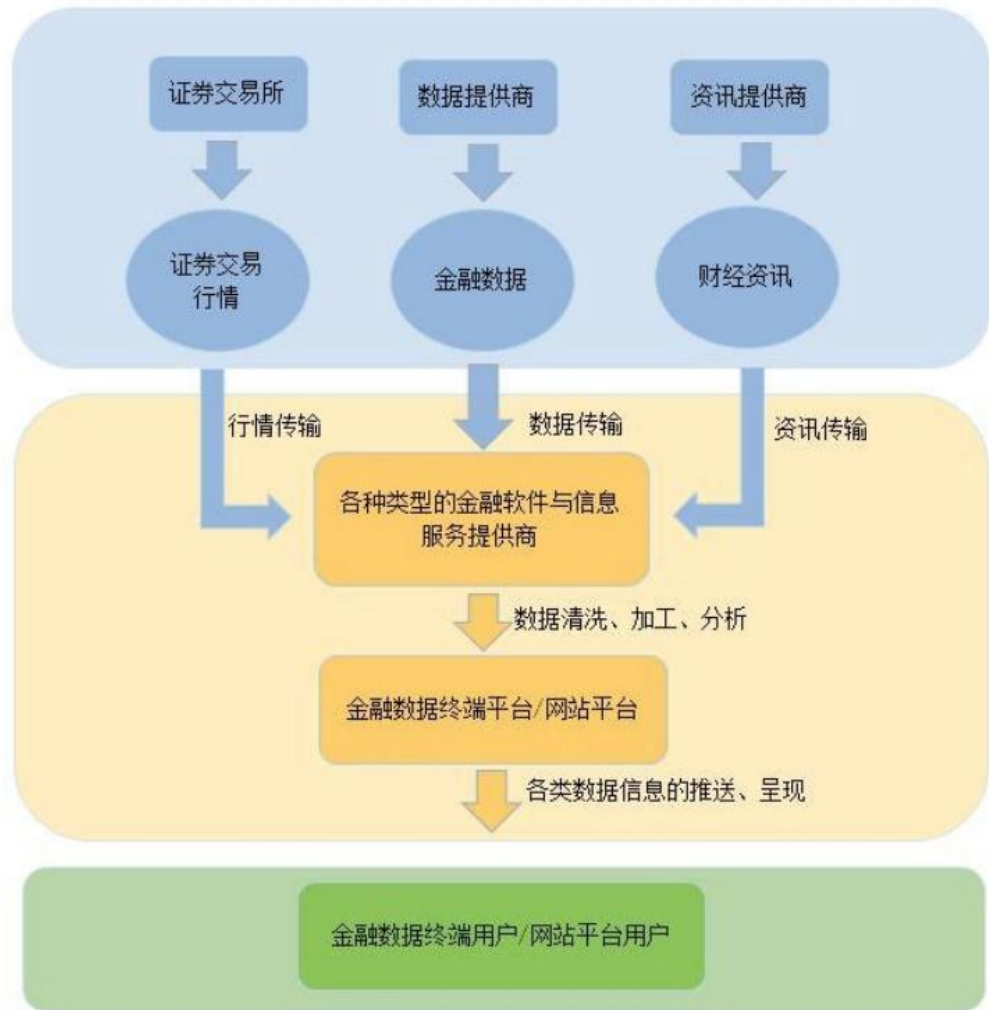 证券交易所
数据提供商
资讯提供商
证券交易
行情
金融数据
财经资讯
行情传输
数据传输
资讯传输
各种类型的金融软件与信息
服务提供商
数据清洗、加工、分析
金融数据终端平台/网站平台
各类数据信息的推送、呈现
金融数据终端用户/网站平台用户